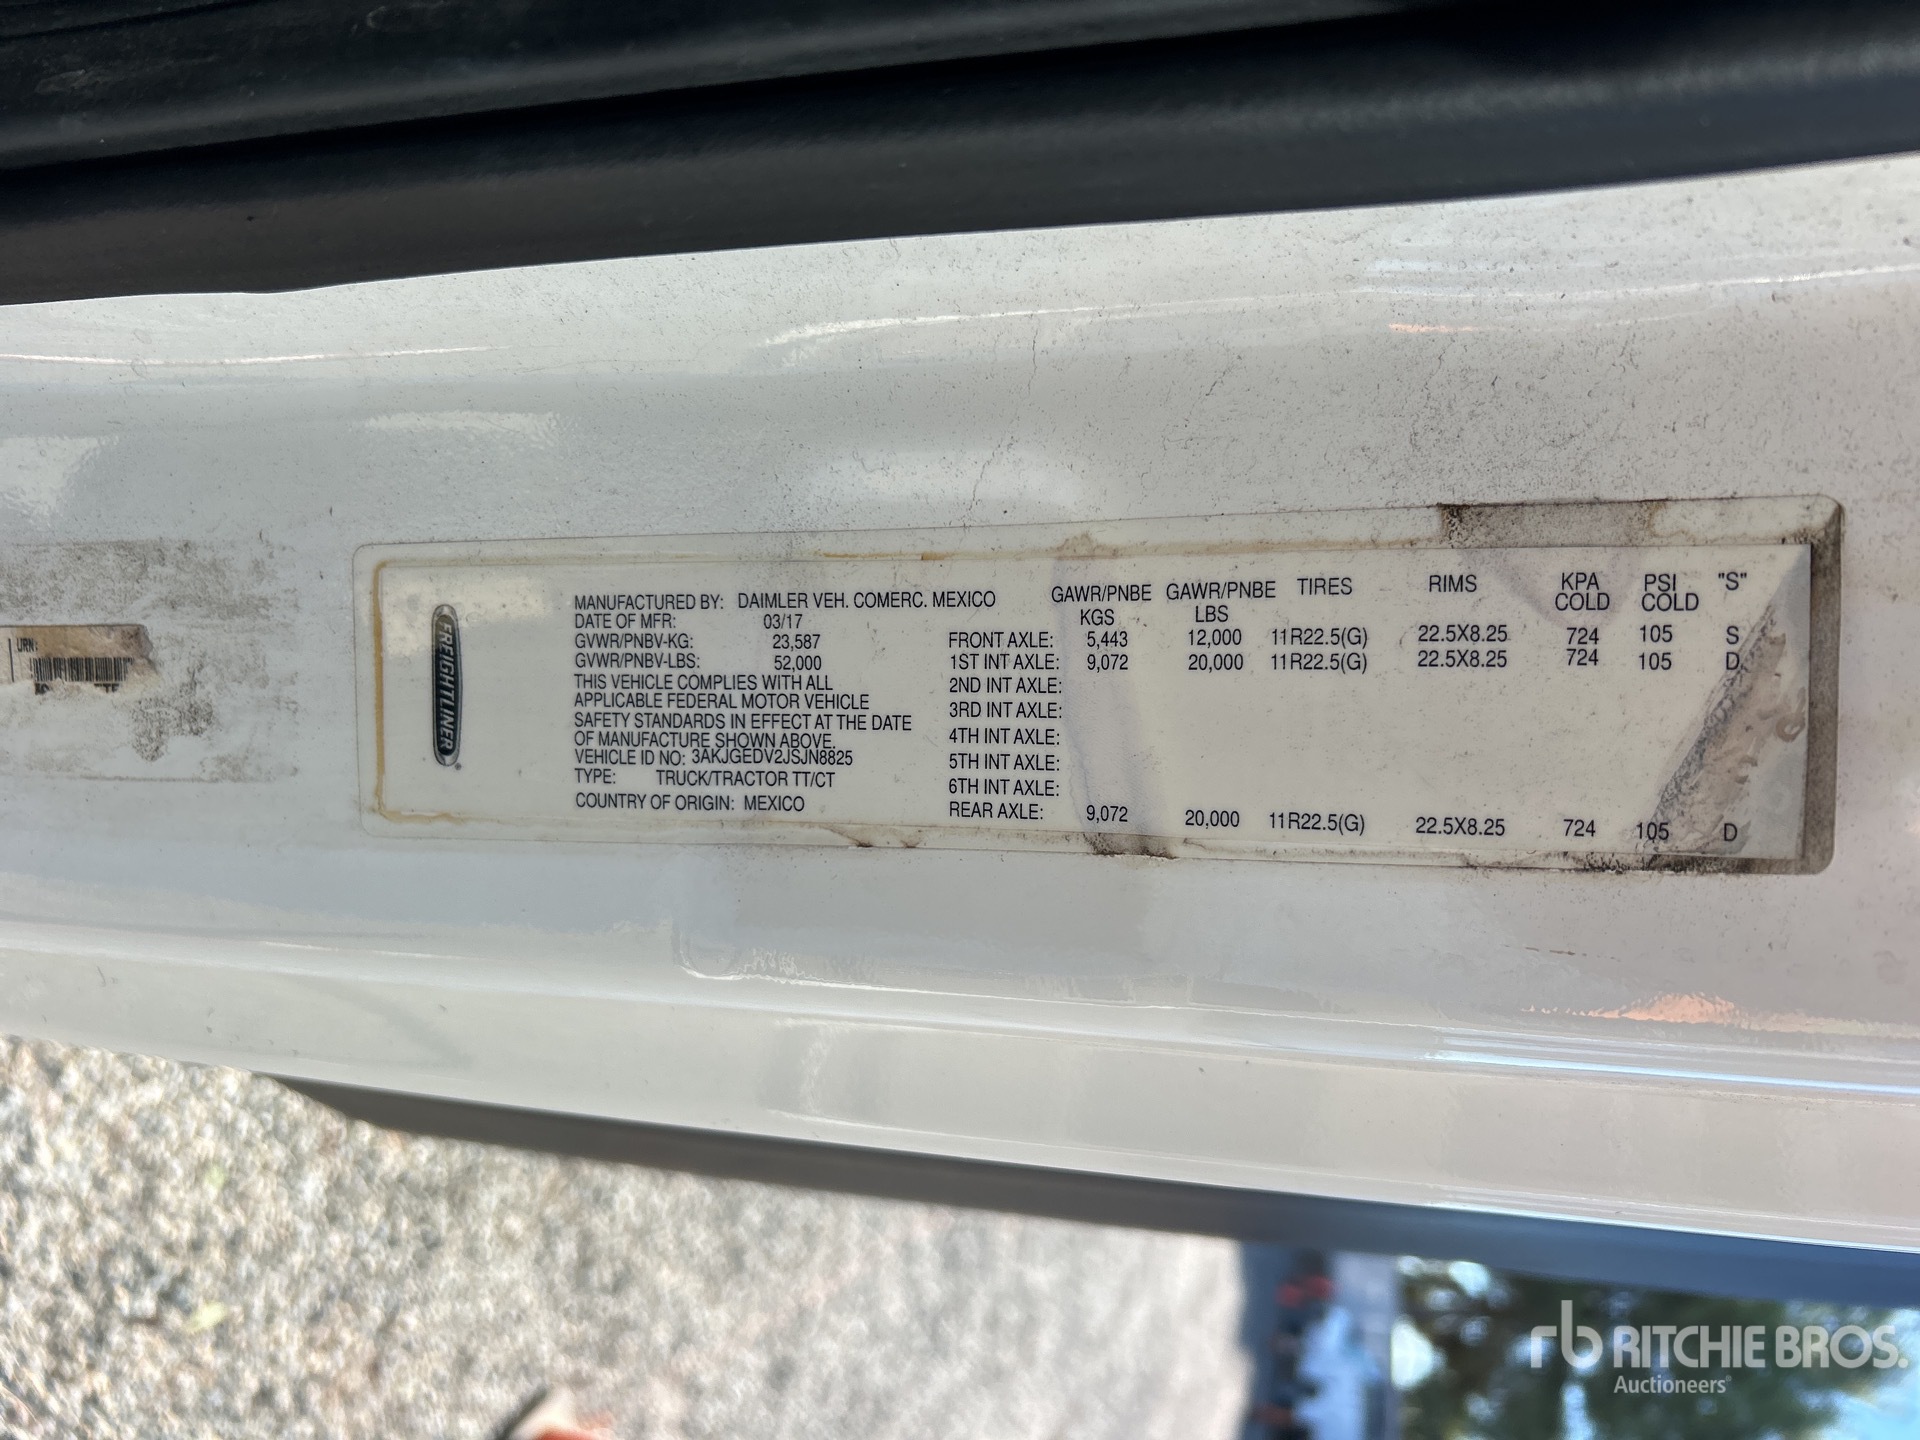 URN:
FREIGHTLINER
MANUFACTURED BY: DAIMLER VEH. COMERC. MEXICO
DATE OF MFR: 03/17
GVWR/PNBV-KG: 23,587
GVWR/PNBV-LBS: 52,000
THIS VEHICLE COMPLIES WITH ALL
APPLICABLE FEDERAL MOTOR VEHICLE
SAFETY STANDARDS IN EFFECT AT THE DATE
OF MANUFACTURE SHOWN ABOVE.
VEHICLE ID NO: 3AKJGEDV2JSJN8825
TYPE: TRUCK/TRACTOR TT/CT
COUNTRY OF ORIGIN: MEXICO
GAWR/PNBE GAWR/PNBE TIRES RIMS KPA PSI "S"
KGS LBS COLD COLD
FRONT AXLE: 5,443 12,000 11R22.5(G) 22.5X8.25 724 105 S
1ST INT AXLE: 9,072 20,000 11R22.5(G) 22.5X8.25 724 105 D
2ND INT AXLE:
3RD INT AXLE:
4TH INT AXLE:
5TH INT AXLE:
6TH INT AXLE:
REAR AXLE: 9,072 20,000 11R22.5(G) 22.5X8.25 724 105 D
rb RITCHIE BROS.
Auctioneers